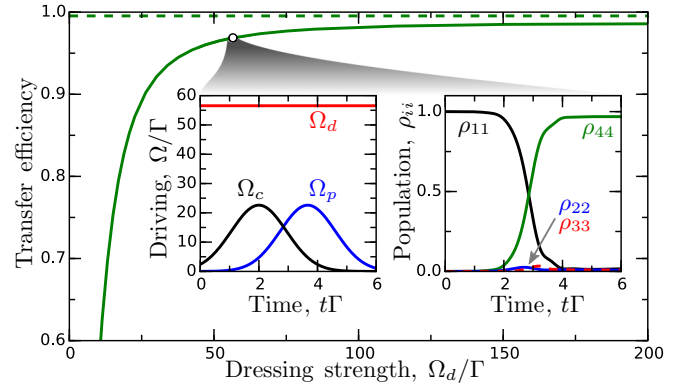 1.0
0.9
0.8
0.7
0.6
Transfer efficiency
0
50
100
150
200
Dressing strength, Ω_d/Γ
60
50
40
30
20
10
0
Driving, Ω/Γ
Ω_d
Ω_c
Ω_p
0 2 4 6
Time, tΓ
1.0
0.5
0.0
Population, ρ_ii
ρ_11
ρ_44
ρ_22
ρ_33
0 2 4 6
Time, tΓ